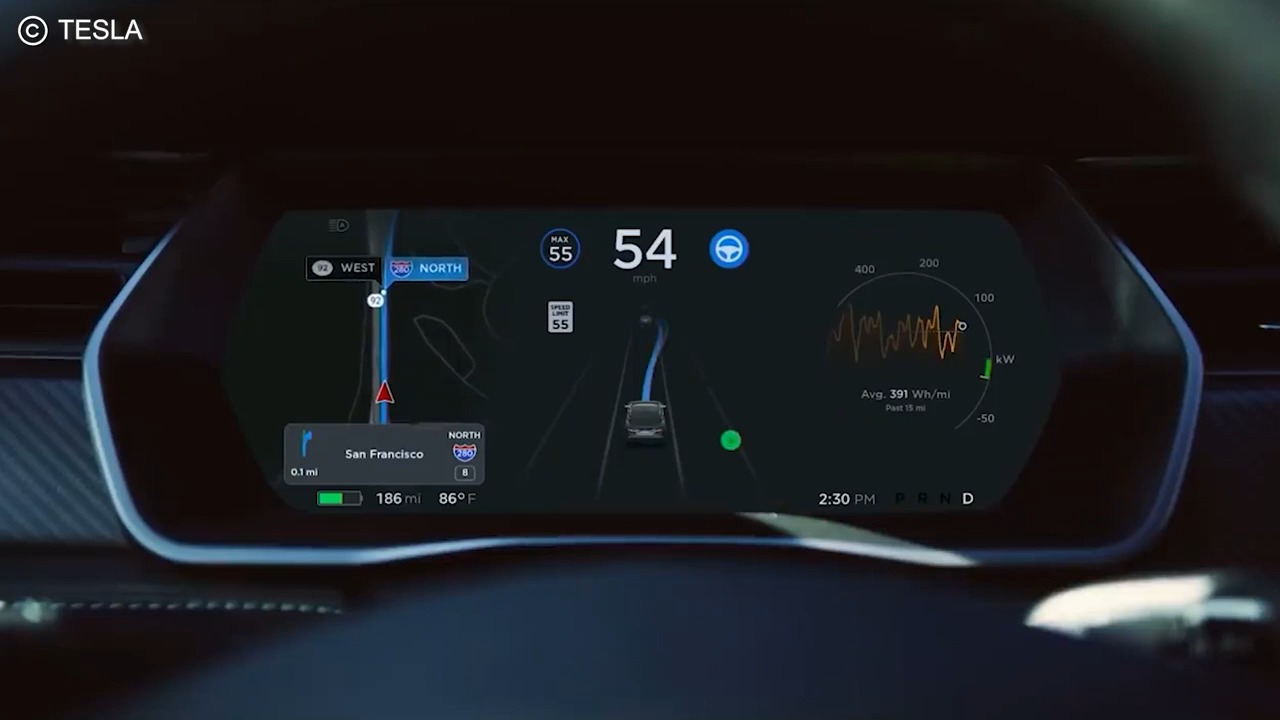 © TESLA
92 WEST
280 NORTH
92
San Francisco
0.1 mi
NORTH
280
8
186 mi 86°F
MAX
55
54
mph
SPEED
LIMIT
55
400
200
100
kW
-50
Avg. 391 Wh/mi
Past 15 mi
2:30 PM P R N D